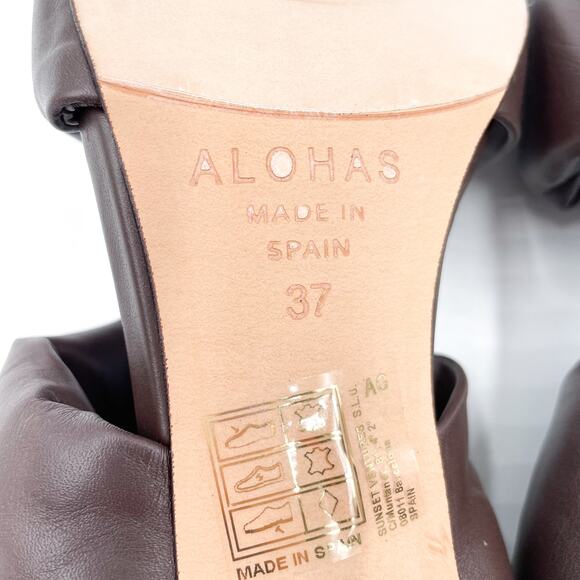 ALOHAS
MADE IN
SPAIN
37
MADE IN SPAIN
AG
SUNSET VENTURES S.L.U.
SPAIN